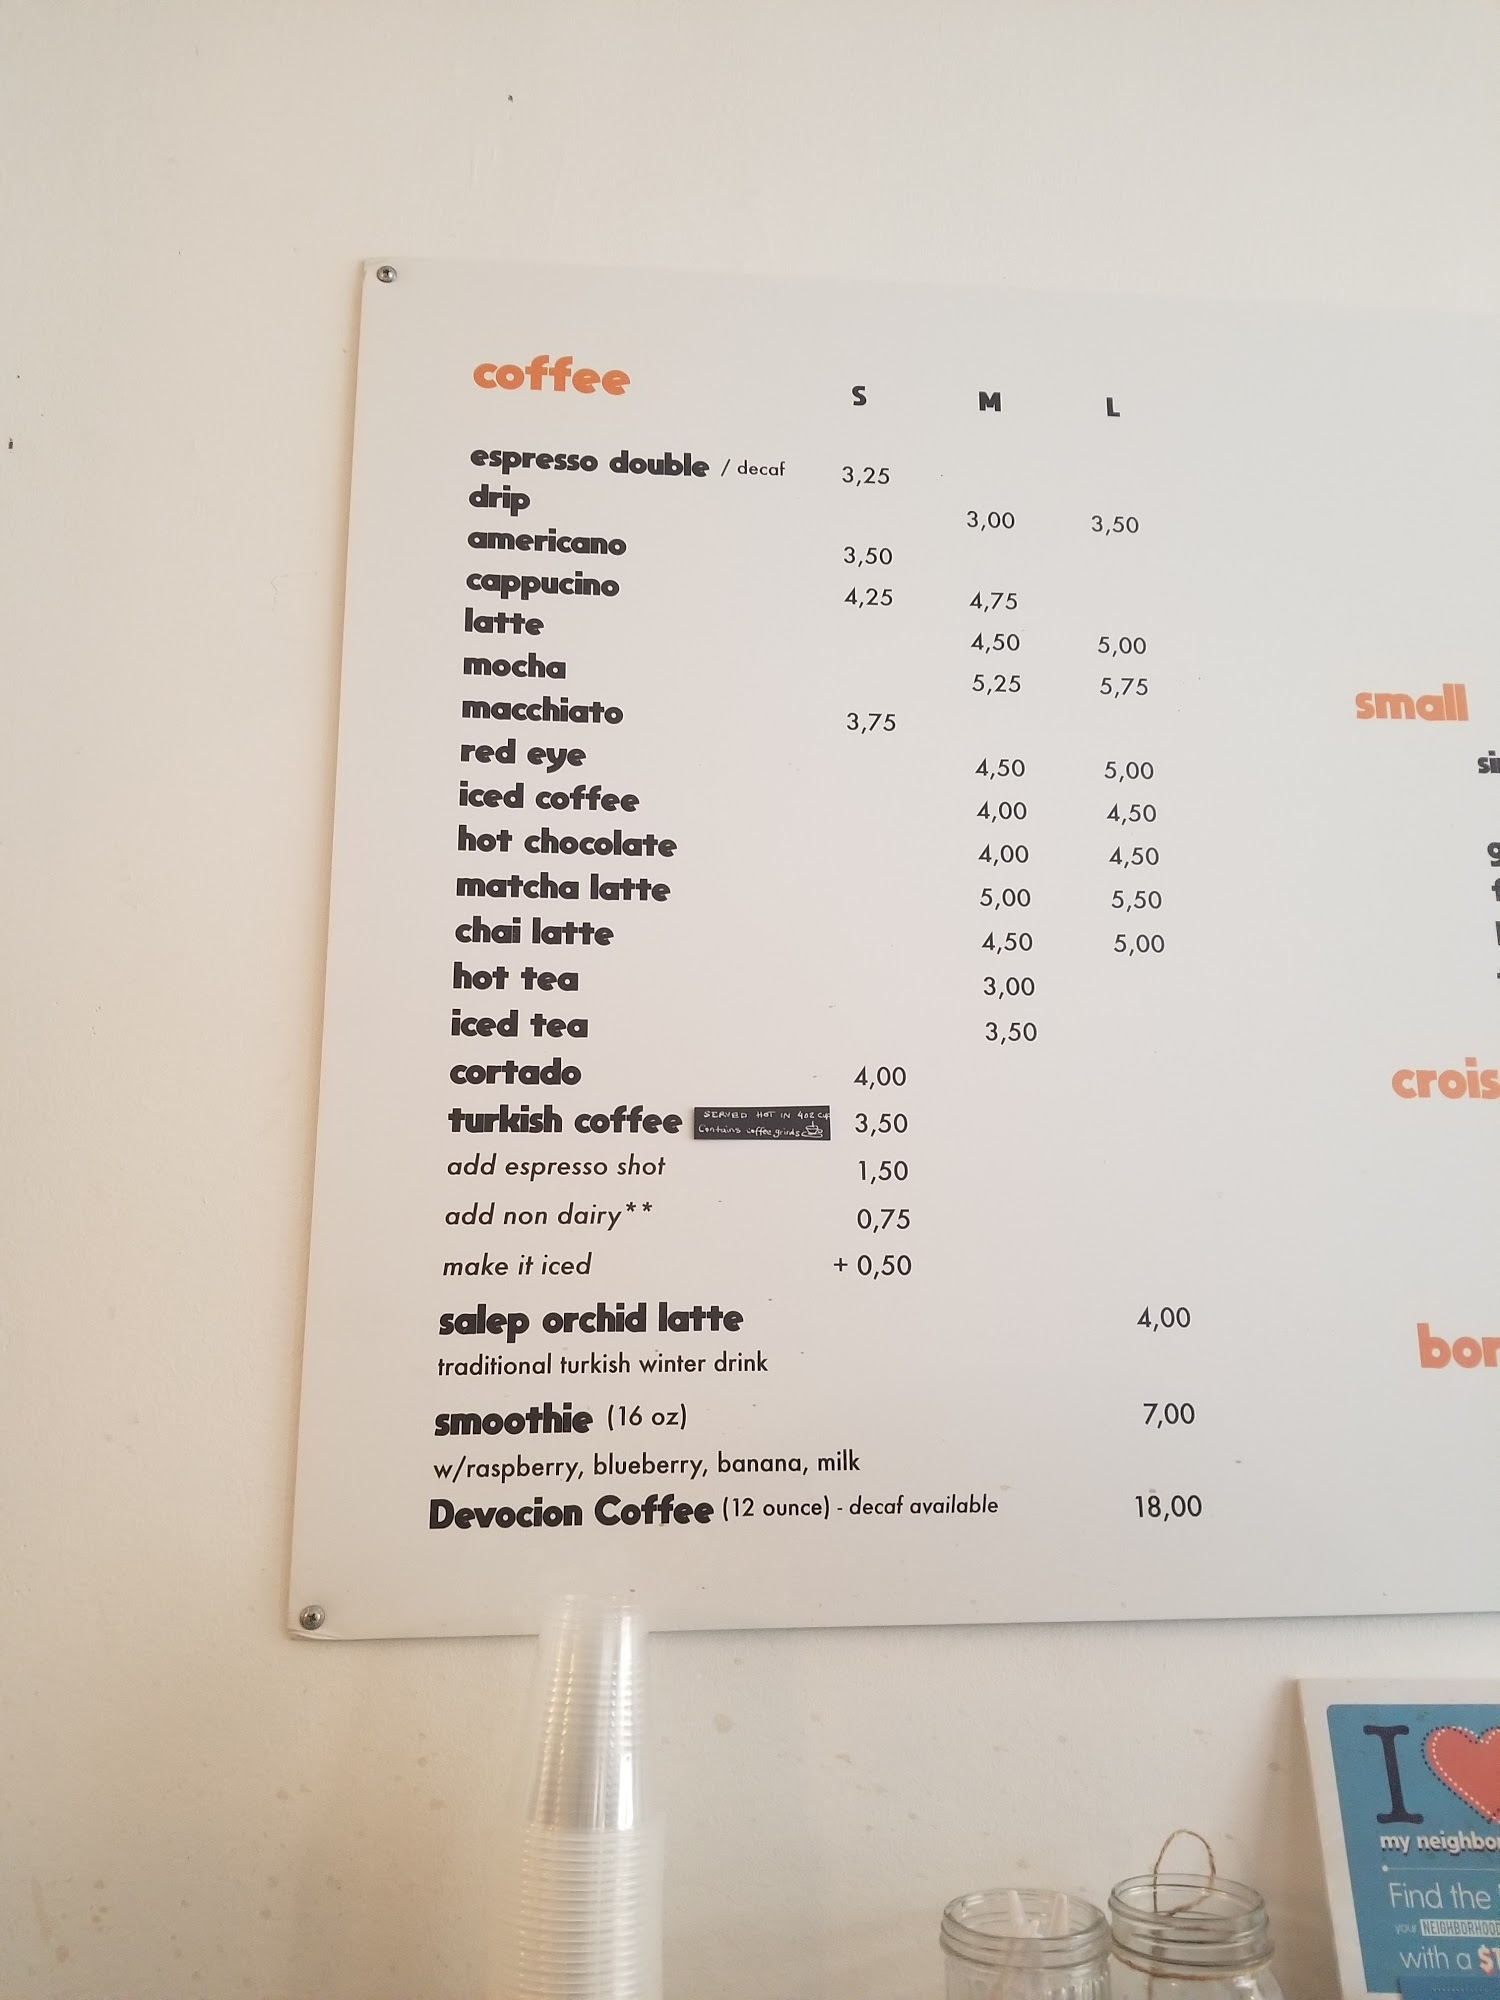 coffee S M L
espresso double / decaf 3,25
drip 3,00 3,50
americano 3,50
cappucino 4,25 4,75
latte 4,50 5,00
mocha 5,25 5,75
macchiato 3,75
red eye 4,50 5,00
iced coffee 4,00 4,50
hot chocolate 4,00 4,50
matcha latte 5,00 5,50
chai latte 4,50 5,00
hot tea 3,00
iced tea 3,50
cortado 4,00
turkish coffee 3,50
SERVED HOT IN 4OZ CUP
Contains coffee grinds
add espresso shot 1,50
add non dairy** 0,75
make it iced + 0,50
salep orchid latte 4,00
traditional turkish winter drink
smoothie (16 oz) 7,00
w/raspberry, blueberry, banana, milk
Devocion Coffee (12 ounce) - decaf available 18,00
small
crois
bor
I
my neighbo
Find the
your NEIGHBORHOOD
with a $